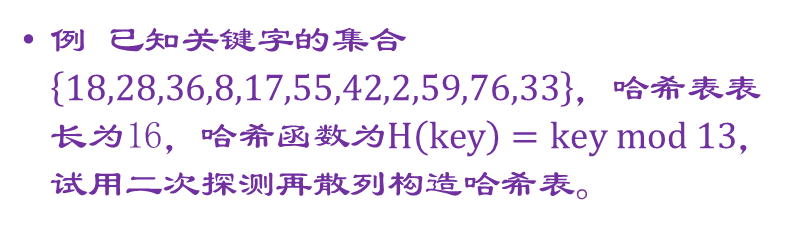 • 例 已知关键字的集合
{18,28,36,8,17,55,42,2,59,76,33}，哈希表表
长为16，哈希函数为H(key) = key mod 13，
试用二次探测再散列构造哈希表。